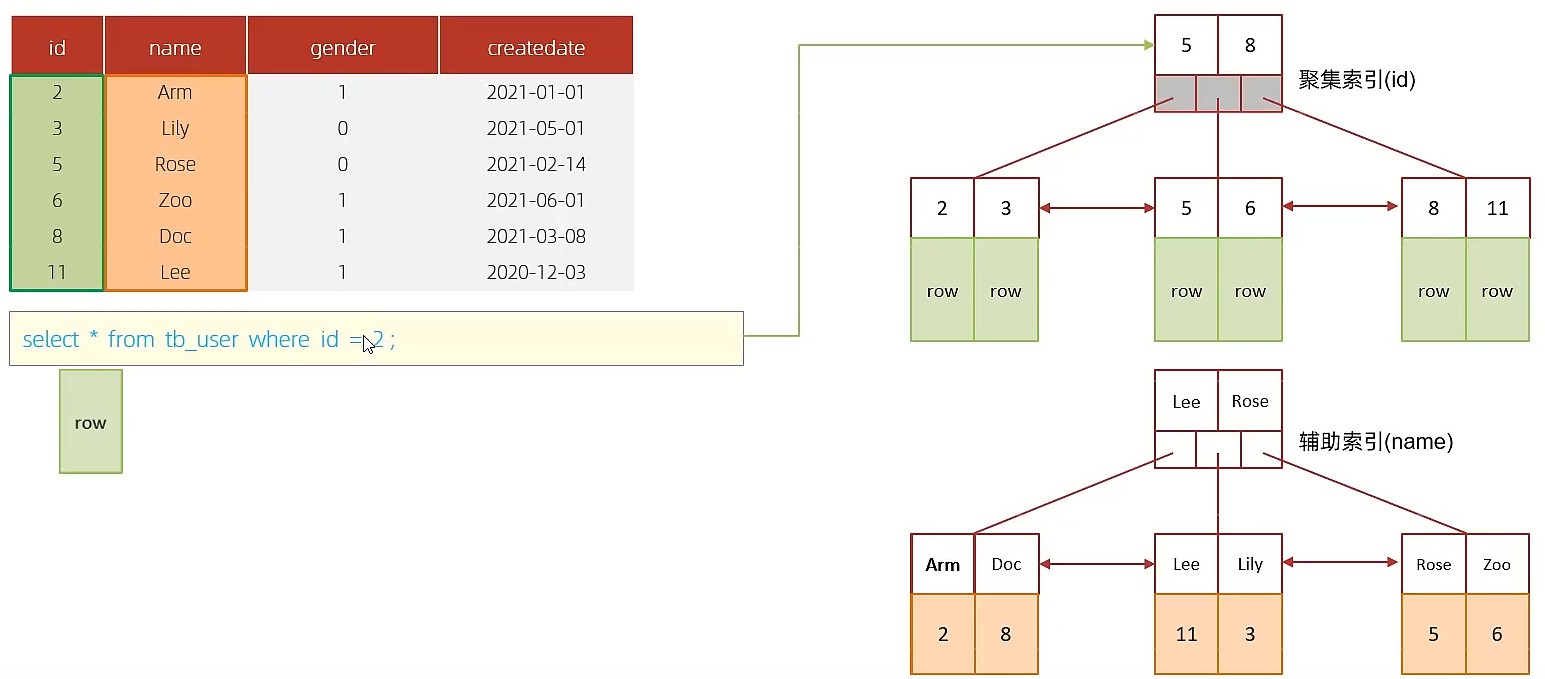 id name gender createdate
2 Arm 1 2021-01-01
3 Lily 0 2021-05-01
5 Rose 0 2021-02-14
6 Zoo 1 2021-06-01
8 Doc 1 2021-03-08
11 Lee 1 2020-12-03
select * from tb_user where id = 2 ;
row
5 8
聚集索引(id)
2 3 5 6 8 11
row row row row row row
Lee Rose
辅助索引(name)
Arm Doc Lee Lily Rose Zoo
2 8 11 3 5 6